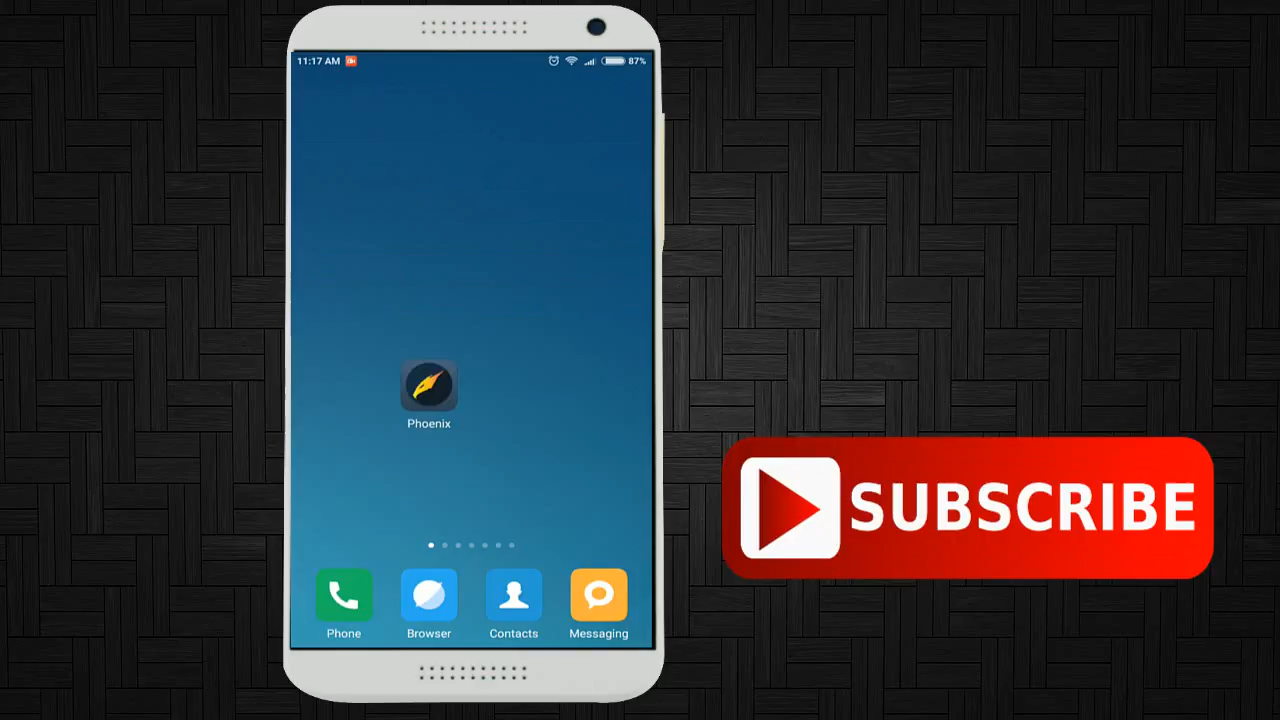 11:17 AM
87%
Phoenix
SUBSCRIBE
Phone
Browser
Contacts
Messaging